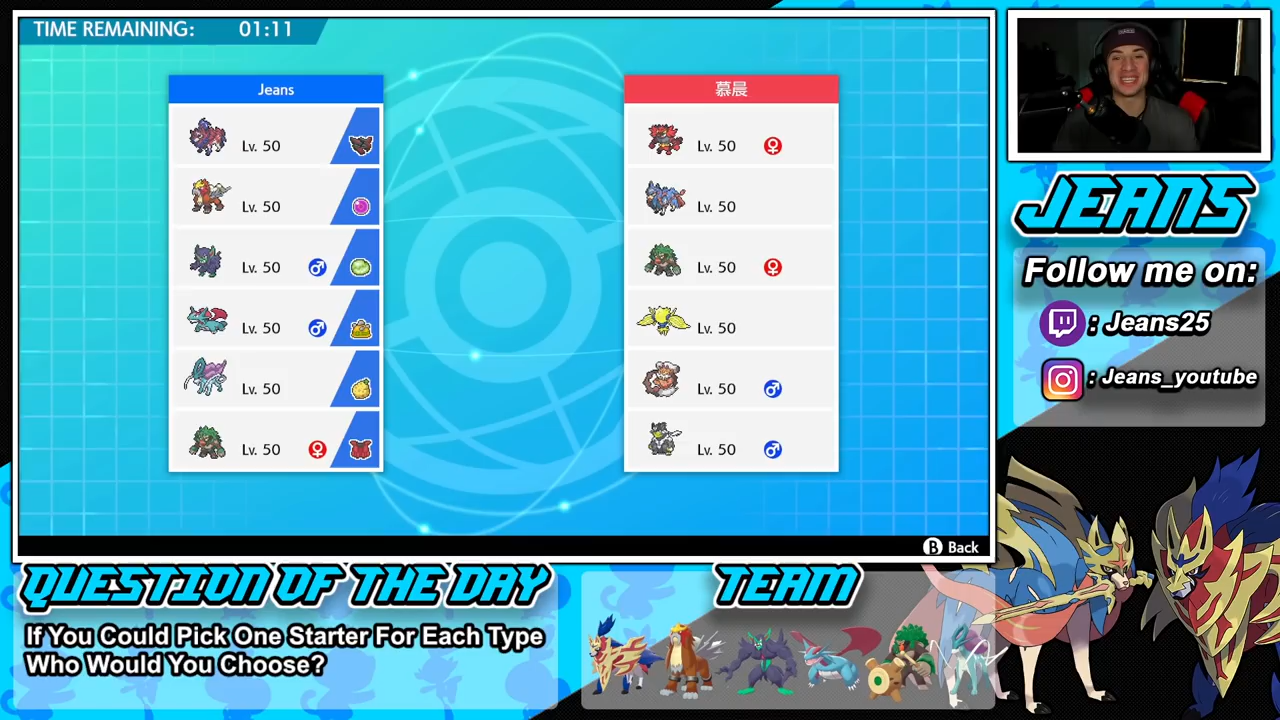 TIME REMAINING: 01:11
Jeans
Lv. 50
Lv. 50
Lv. 50 ♂
Lv. 50 ♂
Lv. 50
Lv. 50 ♀
慕晨
Lv. 50 ♀
Lv. 50
Lv. 50 ♀
Lv. 50
Lv. 50 ♂
Lv. 50 ♂
B Back
JEANS
Follow me on:
: Jeans25
: Jeans_youtube
QUESTION OF THE DAY
If You Could Pick One Starter For Each Type
Who Would You Choose?
TEAM